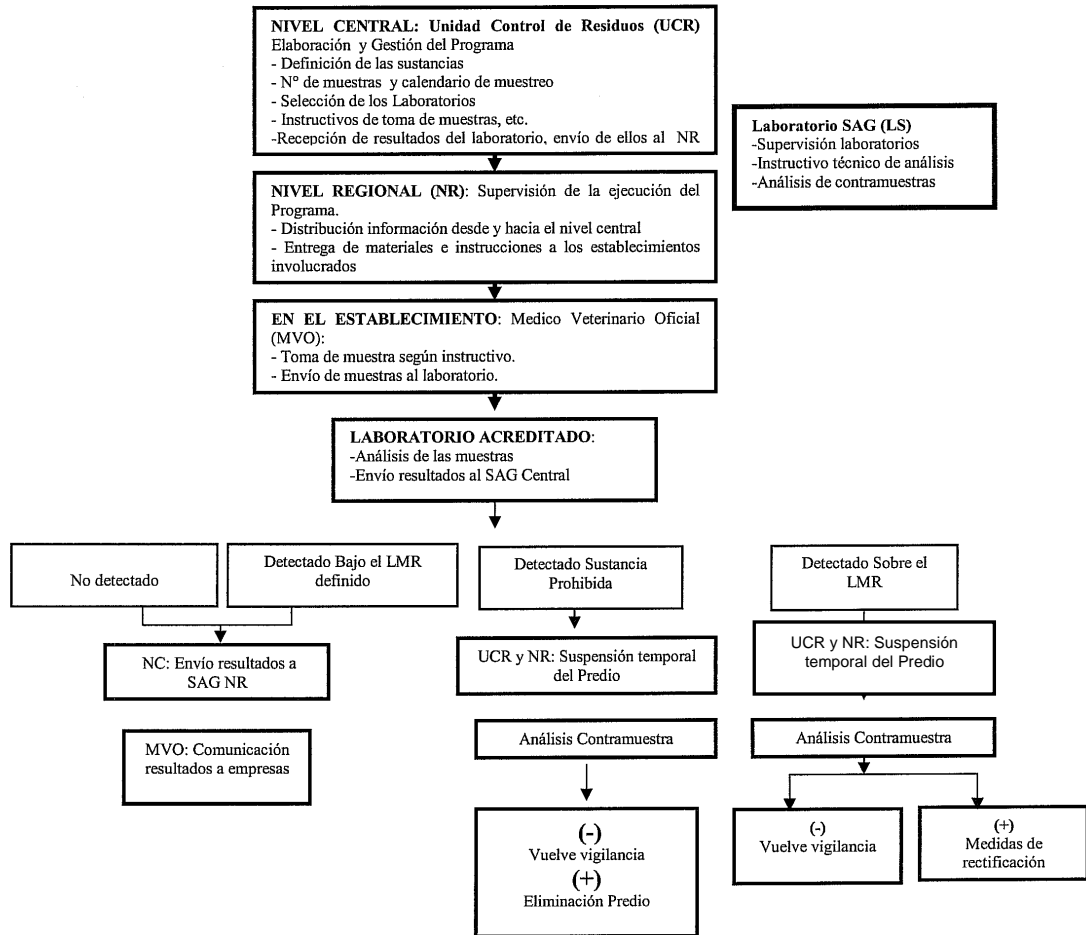 NIVEL CENTRAL: Unidad Control de Residuos (UCR)
Elaboración y Gestión del Programa
- Definición de las sustancias
- N° de muestras y calendario de muestreo
- Selección de los Laboratorios
- Instructivos de toma de muestras, etc.
-Recepción de resultados del laboratorio, envío de ellos al NR
Laboratorio SAG (LS)
-Supervisión laboratorios
-Instructivo técnico de análisis
-Análisis de contramuestras
NIVEL REGIONAL (NR): Supervisión de la ejecución del
Programa.
- Distribución información desde y hacia el nivel central
- Entrega de materiales e instrucciones a los establecimientos
involucrados
EN EL ESTABLECIMIENTO: Medico Veterinario Oficial
(MVO):
- Toma de muestra según instructivo.
- Envío de muestras al laboratorio.
LABORATORIO ACREDITADO:
-Análisis de las muestras
-Envío resultados al SAG Central
No detectado
Detectado Bajo el LMR
definido
Detectado Sustancia
Prohibida
Detectado Sobre el
LMR
NC: Envío resultados a
SAG NR
UCR y NR: Suspensión temporal
del Predio
UCR y NR: Suspensión
temporal del Predio
MVO: Comunicación
resultados a empresas
Análisis Contramuestra
Análisis Contramuestra
(-)
Vuelve vigilancia
(+)
Eliminación Predio
(-)
Vuelve vigilancia
(+)
Medidas de
rectificación